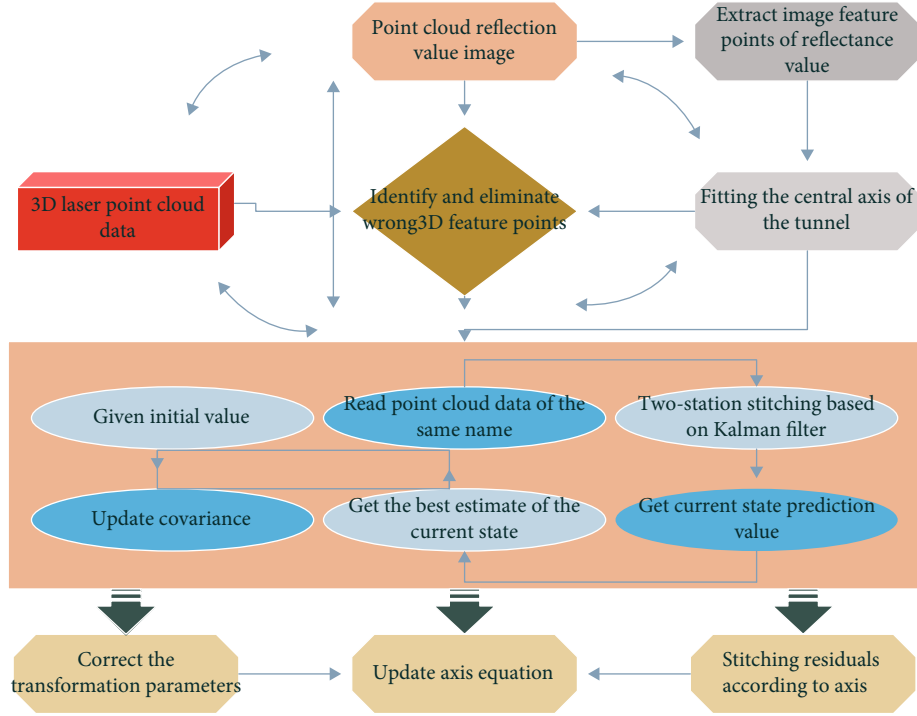 Point cloud reflection
value image
Extract image feature
points of reflectance
value
3D laser point cloud
data
Identify and eliminate
wrong3D feature points
Fitting the central axis of
the tunnel
Given initial value
Read point cloud data of the
same name
Two-station stitching based
on Kalman filter
Update covariance
Get the best estimate of the
current state
Get current state prediction
value
Correct the
transformation parameters
Update axis equation
Stitching residuals
according to axis